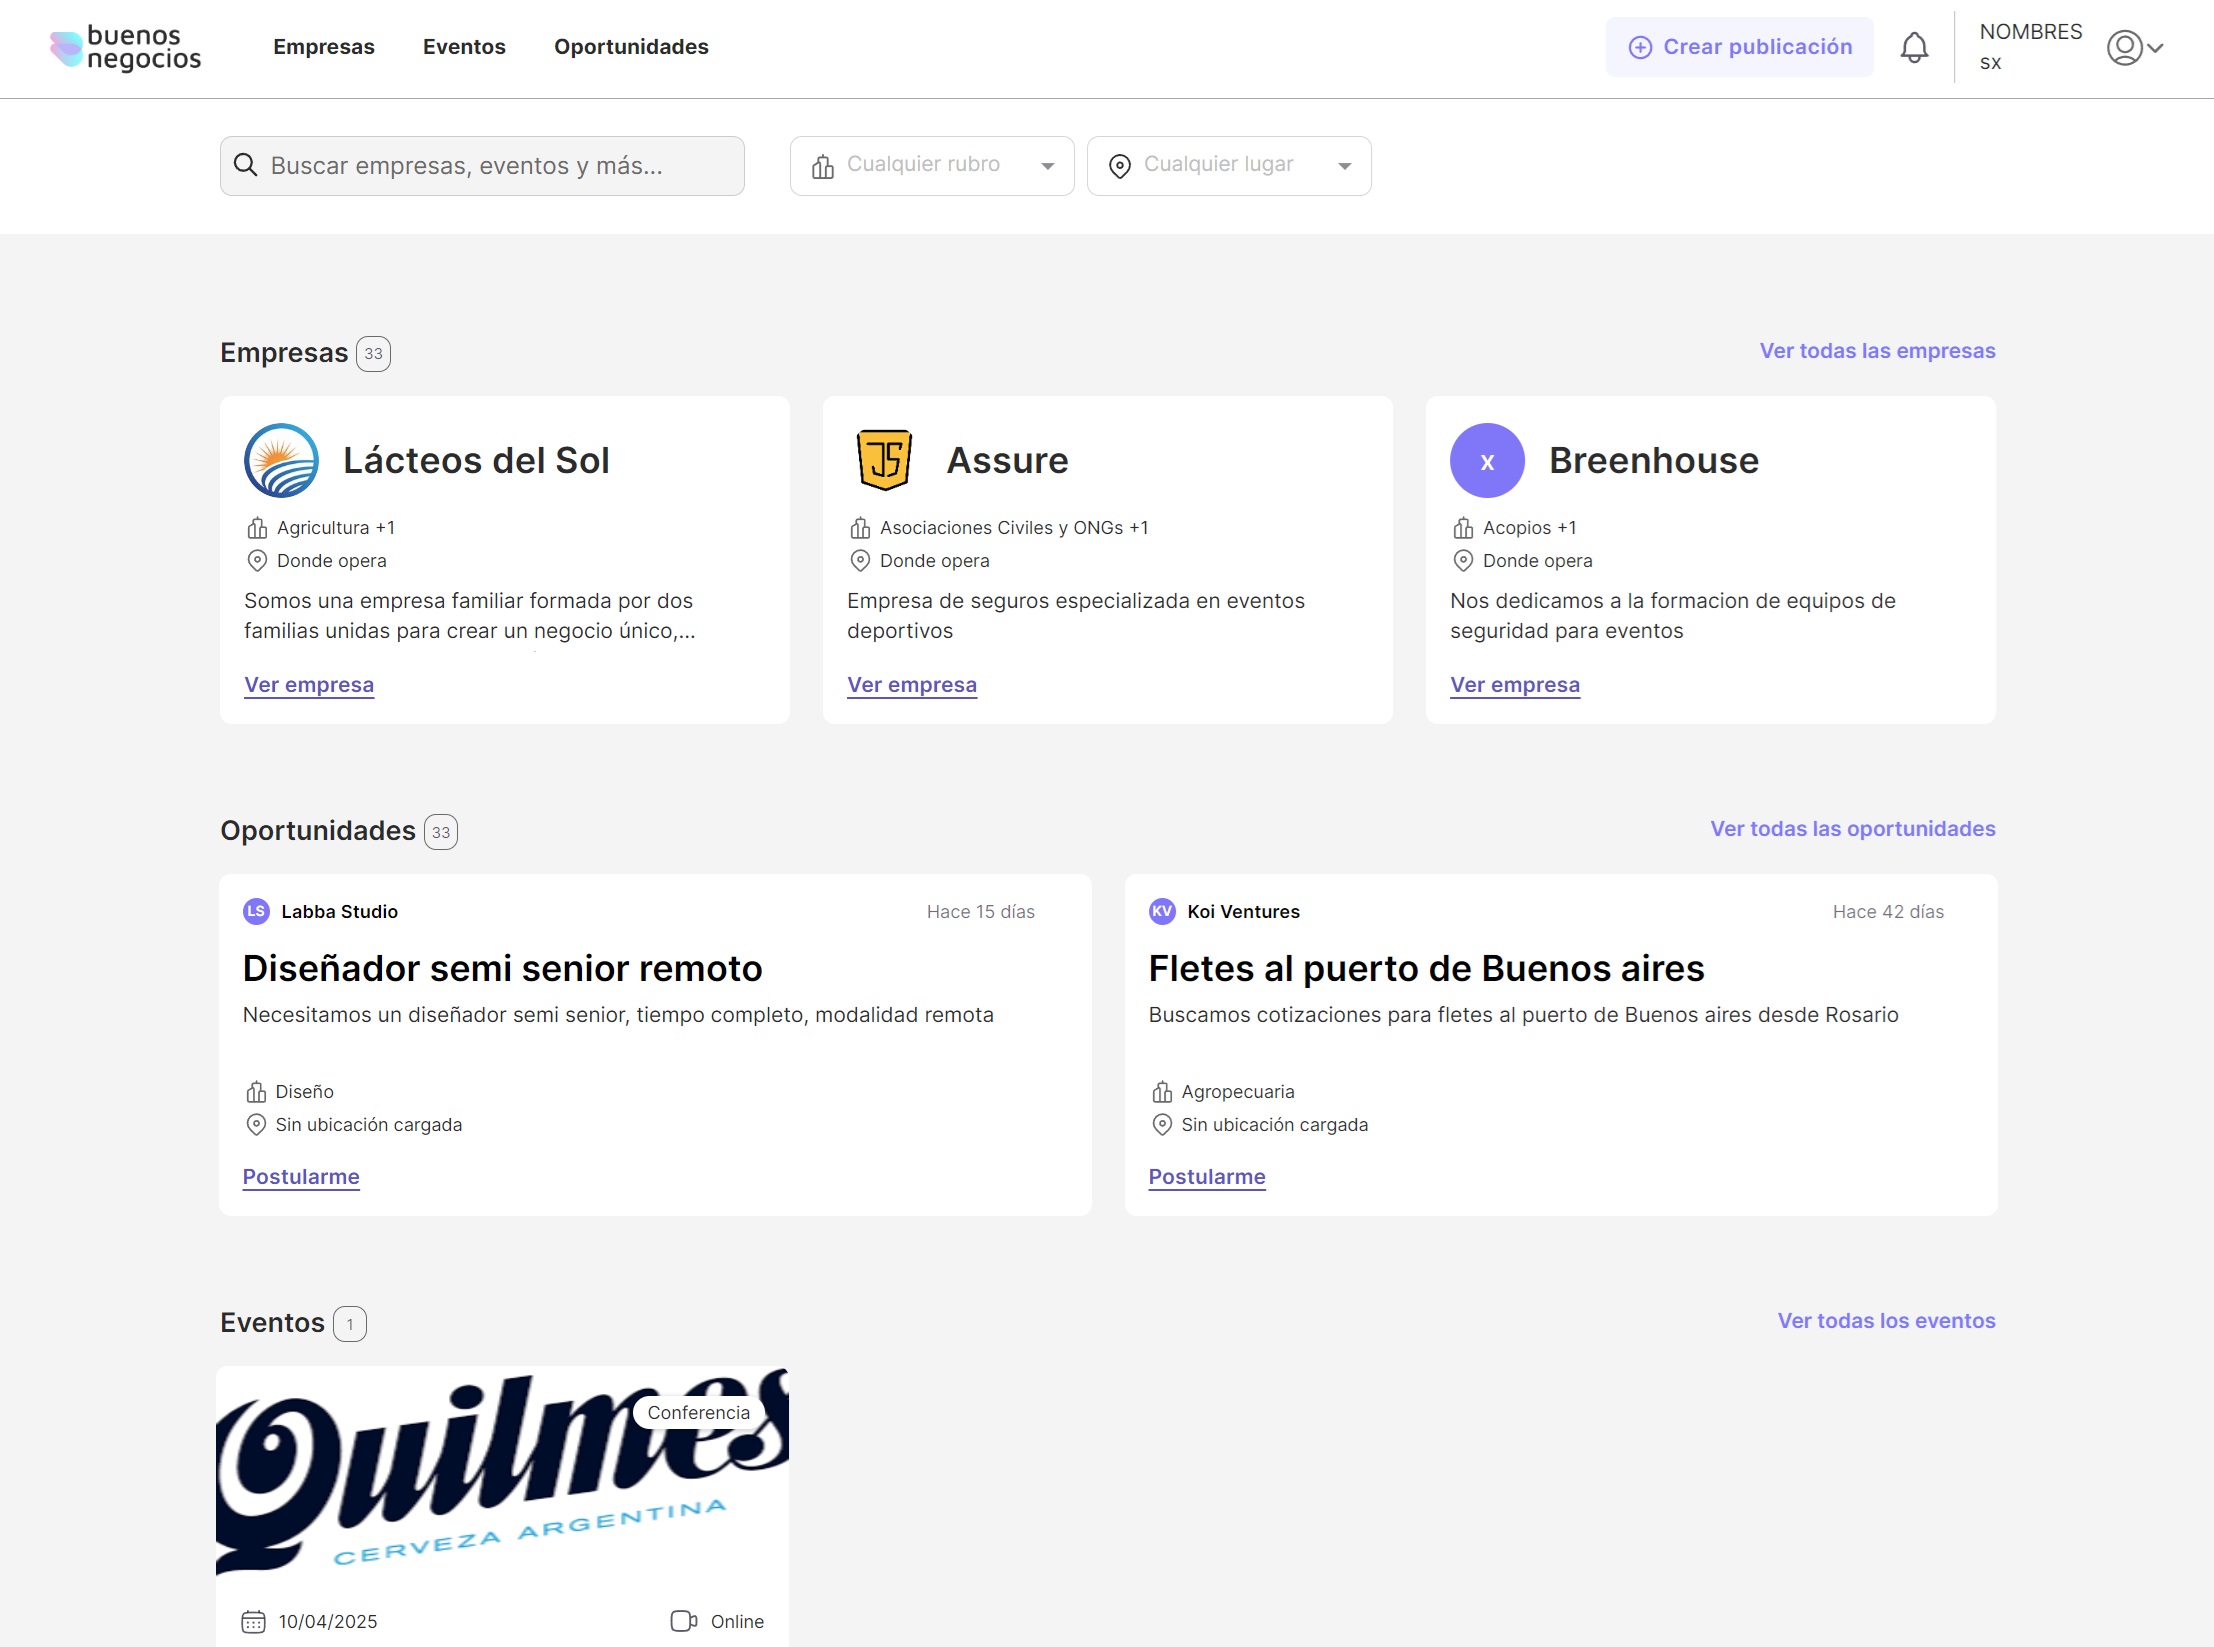 buenos
negocios
Empresas
Eventos
Oportunidades
Crear publicación
NOMBRES
sx
Buscar empresas, eventos y más...
Cualquier rubro
Cualquier lugar
Empresas 33
Ver todas las empresas
Lácteos del Sol
Agricultura +1
Donde opera
Somos una empresa familiar formada por dos
familias unidas para crear un negocio único,...
Ver empresa
JS
Assure
Asociaciones Civiles y ONGs +1
Donde opera
Empresa de seguros especializada en eventos
deportivos
Ver empresa
X
Breenhouse
Acopios +1
Donde opera
Nos dedicamos a la formacion de equipos de
seguridad para eventos
Ver empresa
Oportunidades 33
Ver todas las oportunidades
LS Labba Studio
Hace 15 días
Diseñador semi senior remoto
Necesitamos un diseñador semi senior, tiempo completo, modalidad remota
Diseño
Sin ubicación cargada
Postularme
KV Koi Ventures
Hace 42 días
Fletes al puerto de Buenos aires
Buscamos cotizaciones para fletes al puerto de Buenos aires desde Rosario
Agropecuaria
Sin ubicación cargada
Postularme
Eventos 1
Ver todas los eventos
Conferencia
Quilmes
CERVEZA ARGENTINA
10/04/2025
Online